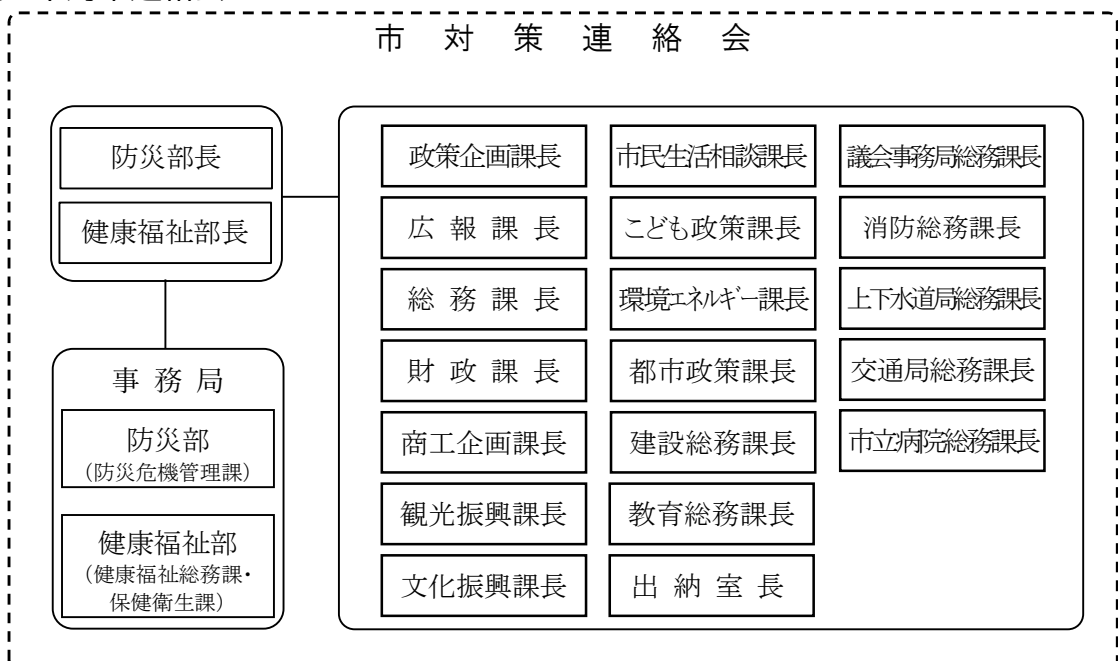 市対策連絡会
防災部長
健康福祉部長
事務局
防災部
（防災危機管理課）
健康福祉部
（健康福祉総務課・
保健衛生課）
政策企画課長
広報課長
総務課長
財政課長
商工企画課長
観光振興課長
文化振興課長
市民生活相談課長
こども政策課長
環境エネルギー課長
都市政策課長
建設総務課長
教育総務課長
出納室長
議会事務局総務課長
消防総務課長
上下水道局総務課長
交通局総務課長
市立病院総務課長